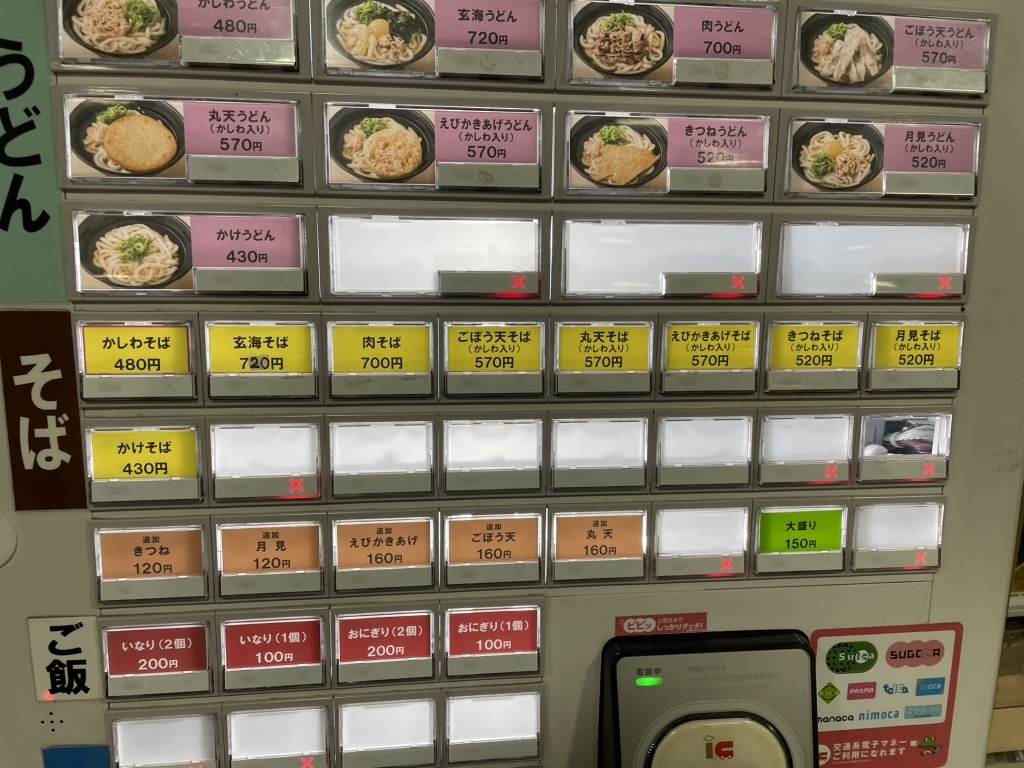 うどん
かしわうどん
480円
玄海うどん
720円
肉うどん
700円
ごぼう天うどん
(かしわ入り)
570円
丸天うどん
(かしわ入り)
570円
えびかきあげうどん
(かしわ入り)
570円
きつねうどん
(かしわ入り)
520円
月見うどん
(かしわ入り)
520円
かけうどん
430円
そば
かしわそば
480円
玄海そば
720円
肉そば
700円
ごぼう天そば
(かしわ入り)
570円
丸天そば
(かしわ入り)
570円
えびかきあげそば
(かしわ入り)
570円
きつねそば
(かしわ入り)
520円
月見そば
(かしわ入り)
520円
かけそば
430円
追加
きつね
120円
追加
月見
120円
追加
えびかきあげ
160円
追加
ごぼう天
160円
追加
丸天
160円
大盛り
150円
ご飯
いなり(2個)
200円
いなり(1個)
100円
おにぎり(2個)
200円
おにぎり(1個)
100円
ピピッ
と鳴るまで
しっかりタッチ!
取扱中
Suica
SUGOCA
PASMO
manaca
nimoca
交通系電子マネー
ご利用になれます